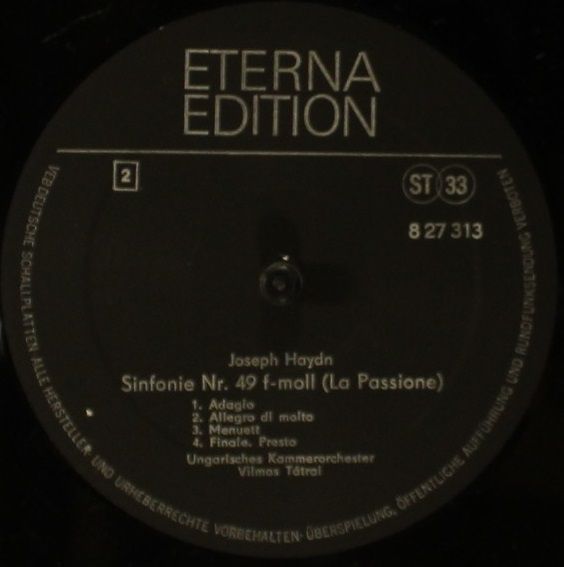 ETERNA
EDITION
2
ST 33
8 27 313
Joseph Haydn
Sinfonie Nr. 49 f-moll (La Passione)
1. Adagio
2. Allegro di molto
3. Menuett
4. Finale. Presto
Ungarisches Kammerorchester
Vilmos Tátrai
VEB DEUTSCHE SCHALLPLATTEN ALLE HERSTELLER- UND URHEBERRECHTE VORBEHALTEN · ÜBERSPIELUNG, ÖFFENTLICHE AUFFÜHRUNG UND RUNDFUNKSENDUNG VERBOTEN